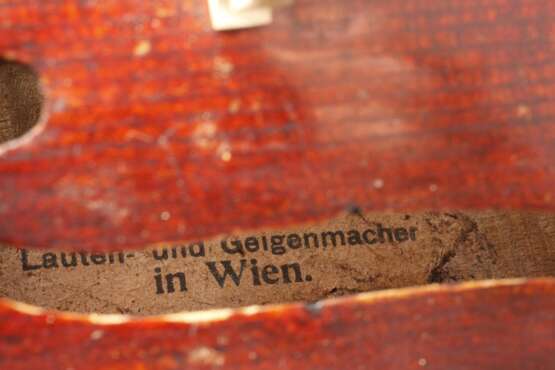 Lauten- und Geigenmacher
in Wien.